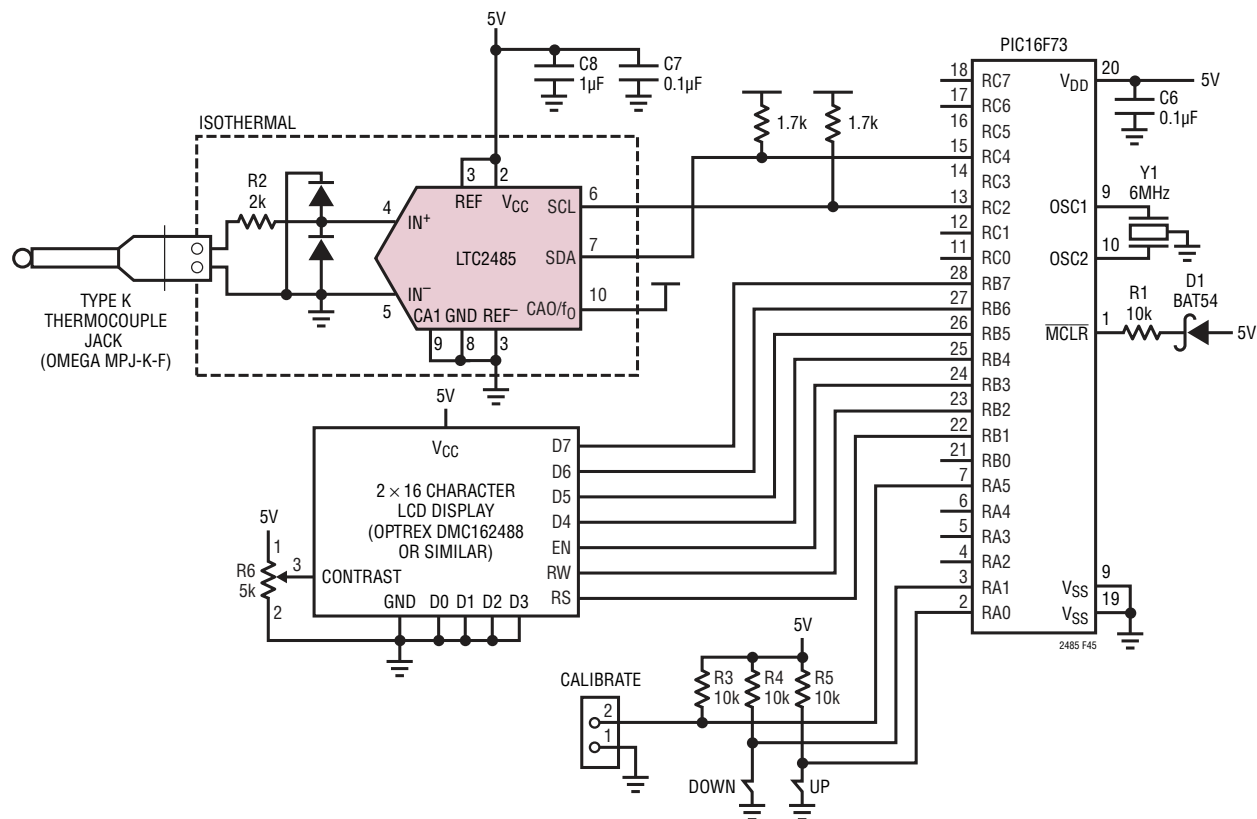 5V
C8
1µF
C7
0.1µF
ISOTHERMAL
R2
2k
4
IN+
3
REF
2
VCC
SCL
6
LTC2485
SDA
7
IN−
5
CA1
GND
REF−
CAO/f0
10
9
8
3
TYPE K
THERMOCOUPLE
JACK
(OMEGA MPJ-K-F)
1.7k
1.7k
PIC16F73
18
RC7
17
RC6
16
RC5
15
RC4
14
RC3
13
RC2
12
RC1
11
RC0
28
RB7
27
RB6
26
RB5
25
RB4
24
RB3
23
RB2
22
RB1
21
RB0
7
RA5
6
RA4
5
RA3
4
RA2
3
RA1
2
RA0
VDD
20
5V
C6
0.1µF
Y1
6MHz
OSC1
9
OSC2
10
D1
BAT54
R1
10k
MCLR
1
5V
VSS
9
VSS
19
2485 F45
5V
VCC
2 × 16 CHARACTER
LCD DISPLAY
(OPTREX DMC162488
OR SIMILAR)
D7
D6
D5
D4
EN
RW
RS
5V
1
R6
5k
3
2
CONTRAST
GND
D0
D1
D2
D3
5V
R3
10k
R4
10k
R5
10k
CALIBRATE
2
1
DOWN
UP